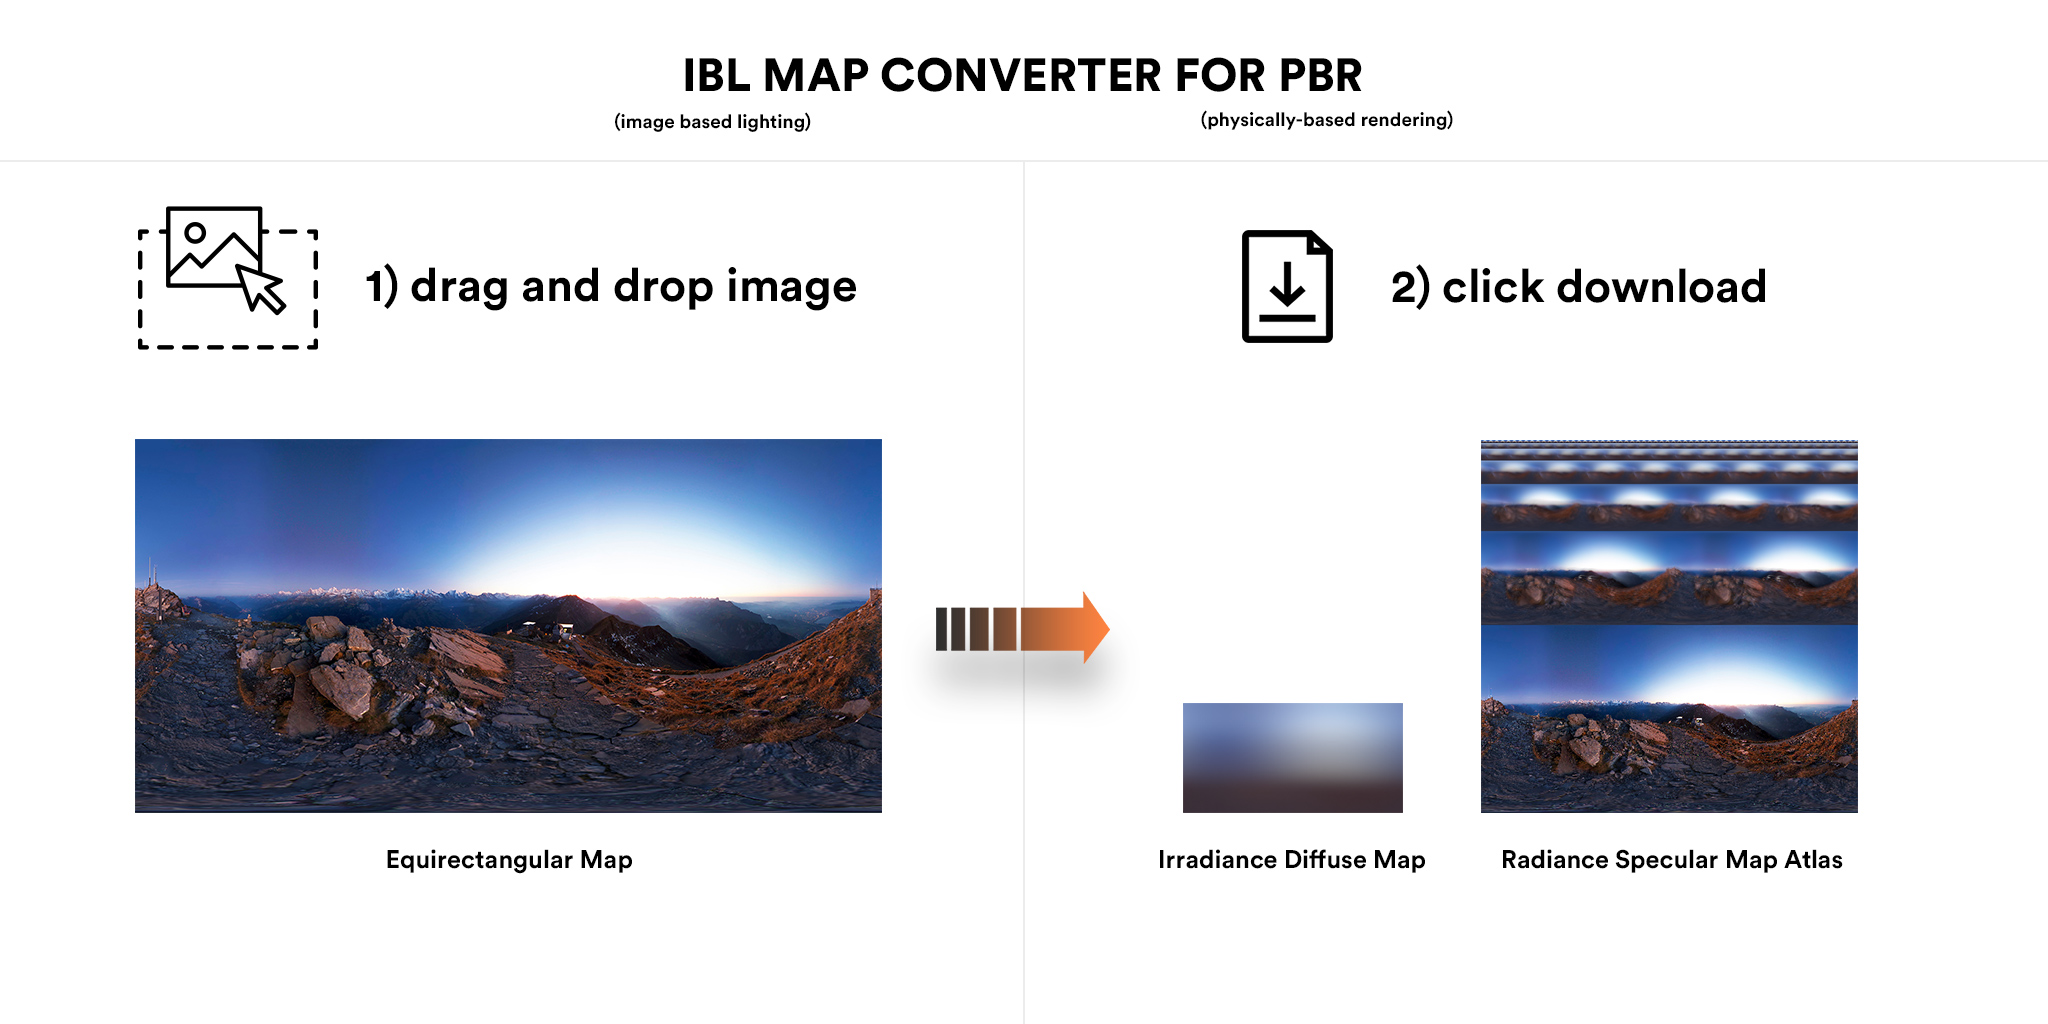 IBL MAP CONVERTER FOR PBR
(image based lighting)
(physically-based rendering)
1) drag and drop image
2) click download
Equirectangular Map
Irradiance Diffuse Map
Radiance Specular Map Atlas